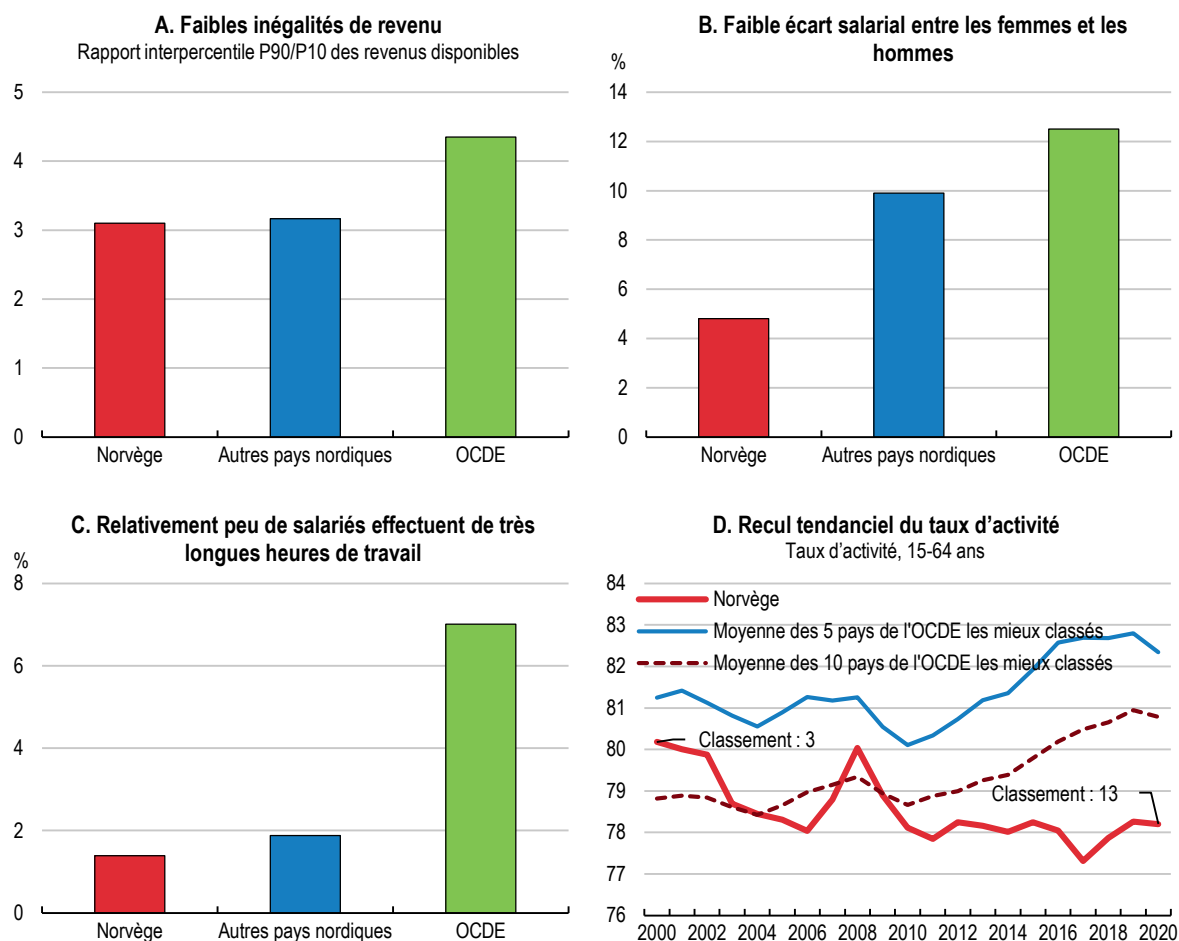 A. Faibles inégalités de revenu
Rapport interpercentile P90/P10 des revenus disponibles
5
4
3
2
1
0
Norvège
Autres pays nordiques
OCDE
B. Faible écart salarial entre les femmes et les
hommes
%
14
12
10
8
6
4
2
0
Norvège
Autres pays nordiques
OCDE
C. Relativement peu de salariés effectuent de très
longues heures de travail
%
8
6
4
2
0
Norvège
Autres pays nordiques
OCDE
D. Recul tendanciel du taux d’activité
Taux d’activité, 15-64 ans
84
83
82
81
80
79
78
77
76
Norvège
Moyenne des 5 pays de l'OCDE les mieux classés
Moyenne des 10 pays de l'OCDE les mieux classés
Classement : 3
Classement : 13
2000 2002 2004 2006 2008 2010 2012 2014 2016 2018 2020